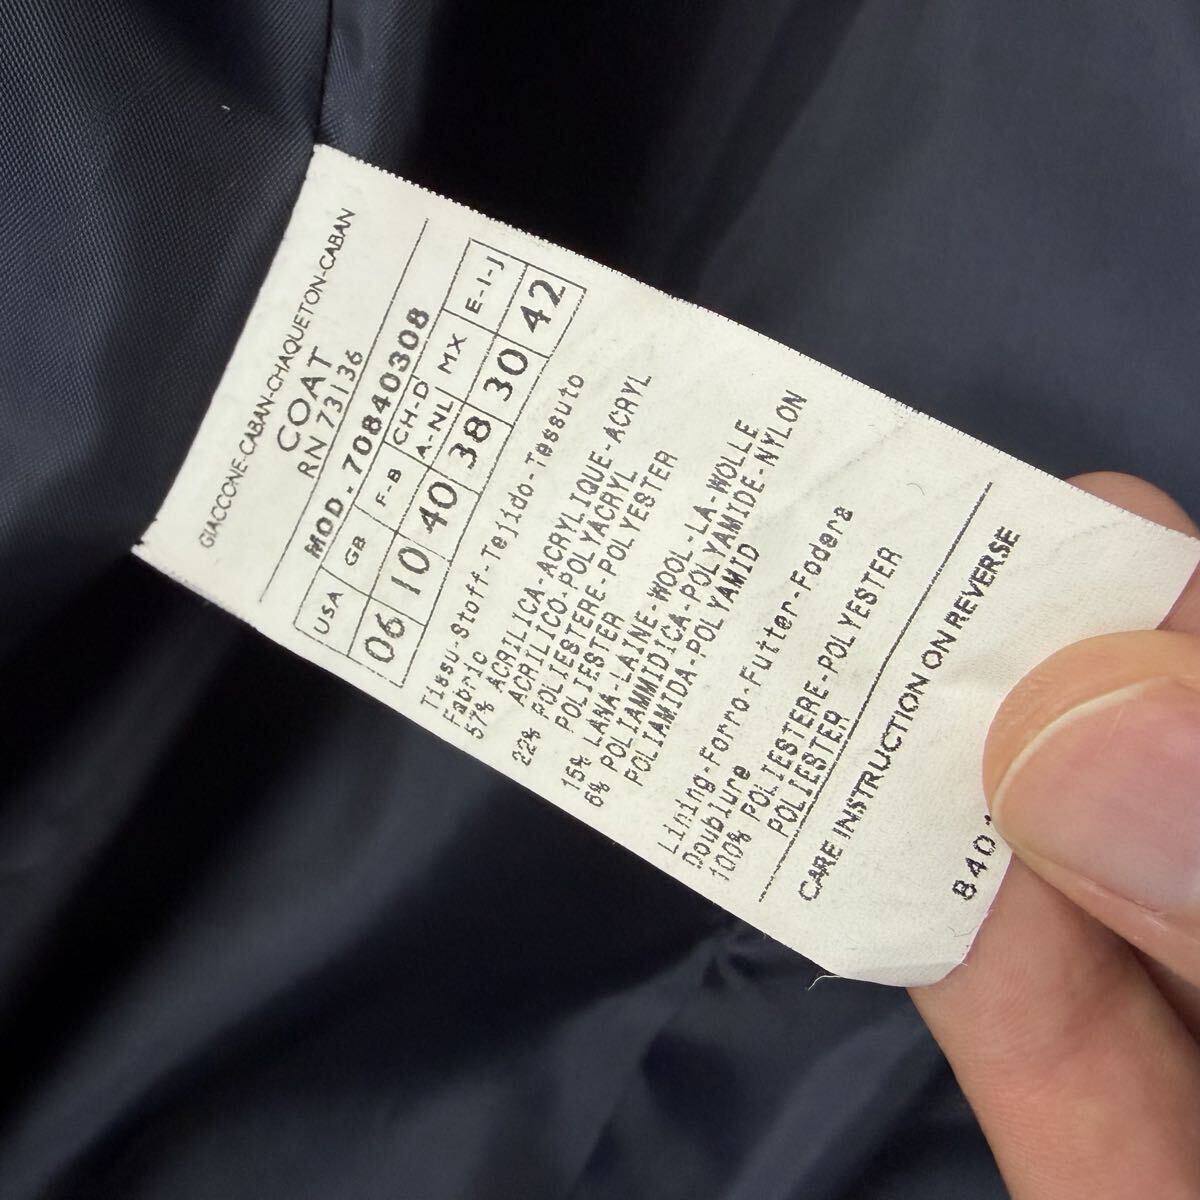 GIACCONE-CABAN-CHAQUETON-CABAN
COAT
RN 73136
MOD. 70840308
USA GB F-B CH-D A-NL MX E-I-J
06 10 40 38 30 42
Tissu-Stoff-Tejido-Tessuto
Fabric
57% ACRILICA-ACRYLIQUE-ACRYL
ACRILICO-POLYACRYL
22% POLIESTERE-POLYESTER
POLIESTER
15% LANA-LAINE-WOOL-LA-WOLLE
6% POLIAMMIDICA-POLYAMIDE-NYLON
POLIAMIDA-POLYAMID
Lining-Forro-Futter-Fodera
Doublure
100% POLIESTERE-POLYESTER
POLIESTER
CARE INSTRUCTION ON REVERSE
840